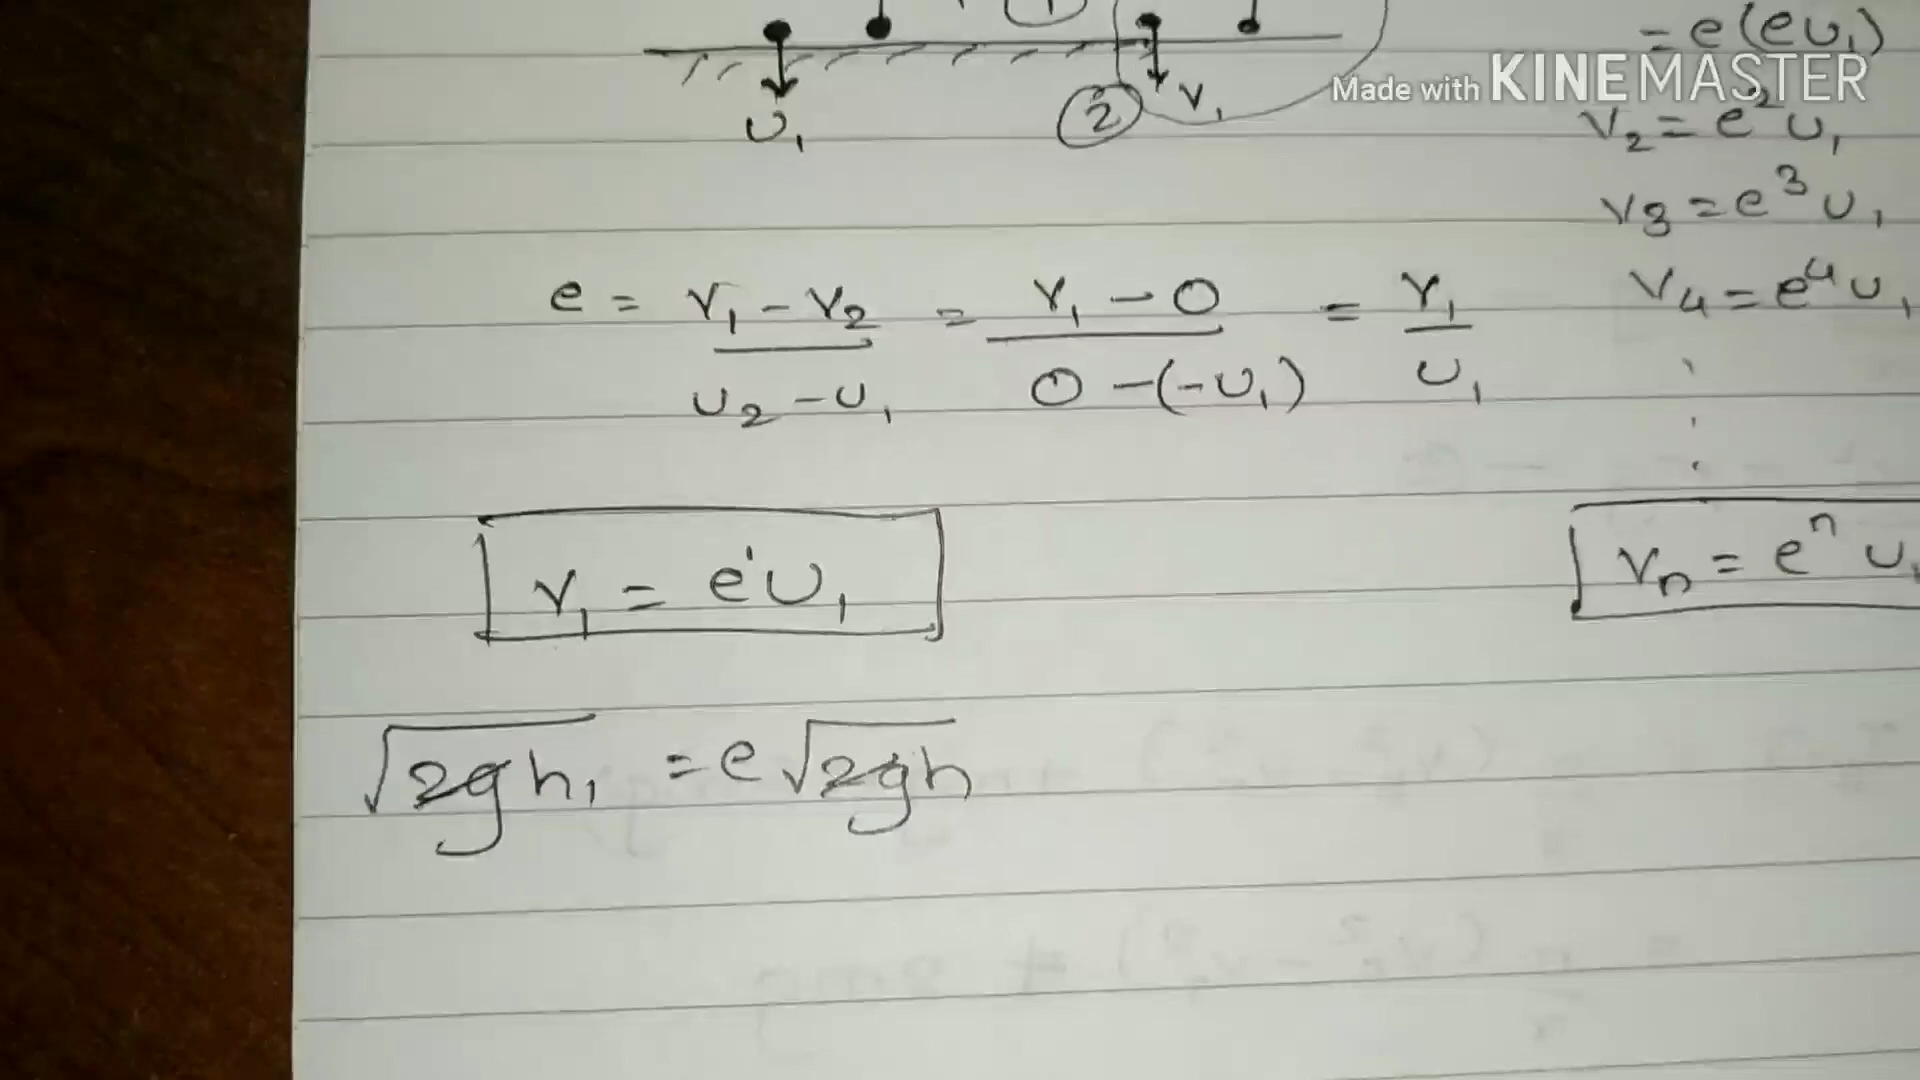 = e(eu₁)
Made with KINEMASTER
u₁
②
v₁
v₂ = e²u₁
v₃ = e³u₁
v₄ = e⁴u₁
e = (v₁ - v₂)/(u₂ - u₁) = (v₁ - 0)/(0 - (-u₁)) = v₁/u₁
v₁ = e¹u₁
vₙ = eⁿu₁
√2gh₁ = e√2gh